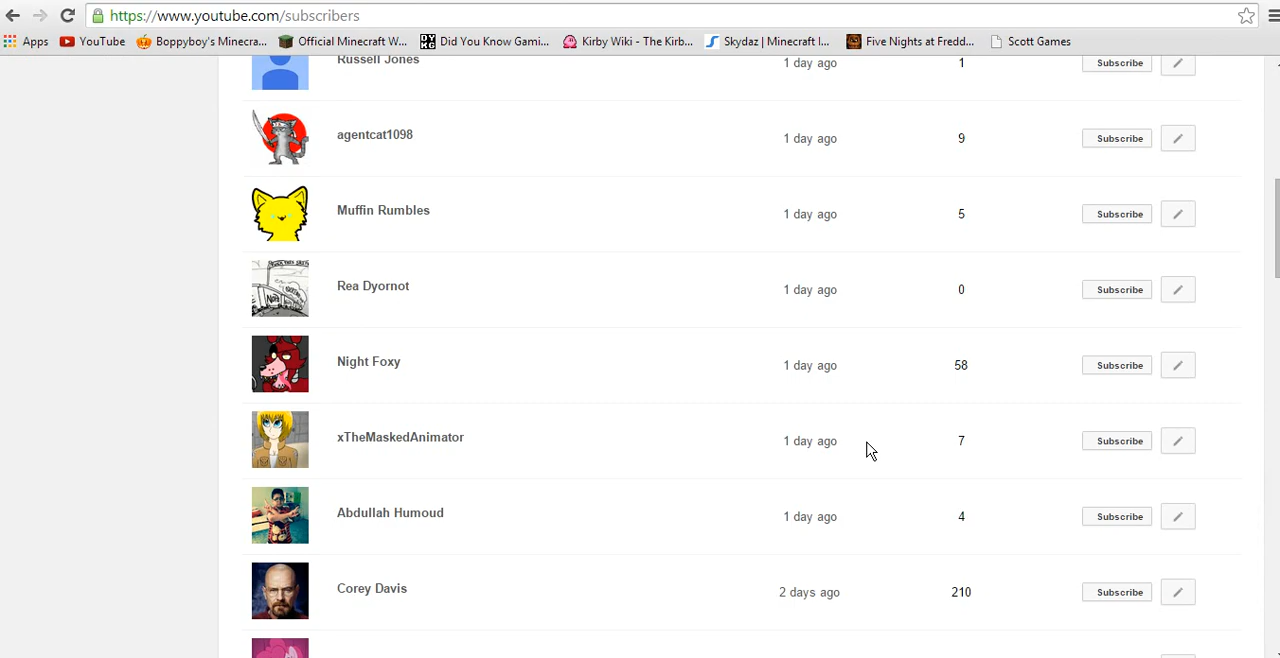 https://www.youtube.com/subscribers
Apps YouTube Boppyboy's Minecra... Official Minecraft W... Did You Know Gami... Kirby Wiki - The Kirb... Skydaz | Minecraft I... Five Nights at Fredd... Scott Games
Russell Jones 1 day ago 1 Subscribe
agentcat1098 1 day ago 9 Subscribe
Muffin Rumbles 1 day ago 5 Subscribe
Rea Dyornot 1 day ago 0 Subscribe
Night Foxy 1 day ago 58 Subscribe
xTheMaskedAnimator 1 day ago 7 Subscribe
Abdullah Humoud 1 day ago 4 Subscribe
Corey Davis 2 days ago 210 Subscribe